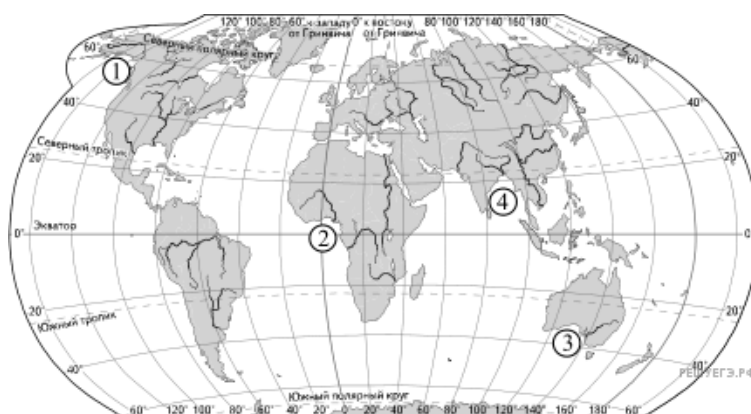 120° 100° 80° 60° к западу 0° к востоку 80° 100° 120° 140° 160° 180°
от Гринвича от Гринвича
60° Северный полярный круг 60°
1
40° 40°
Северный тропик
20° 20°
4
Экватор
0° 2 0°
20° 20°
Южный тропик
3
40° 40°
РЕШУЕГЭ.РФ
Южный полярный круг
60° 120° 100° 80° 60° 40° 20° 0° 20° 40° 60° 80° 100° 120° 140° 160° 60°